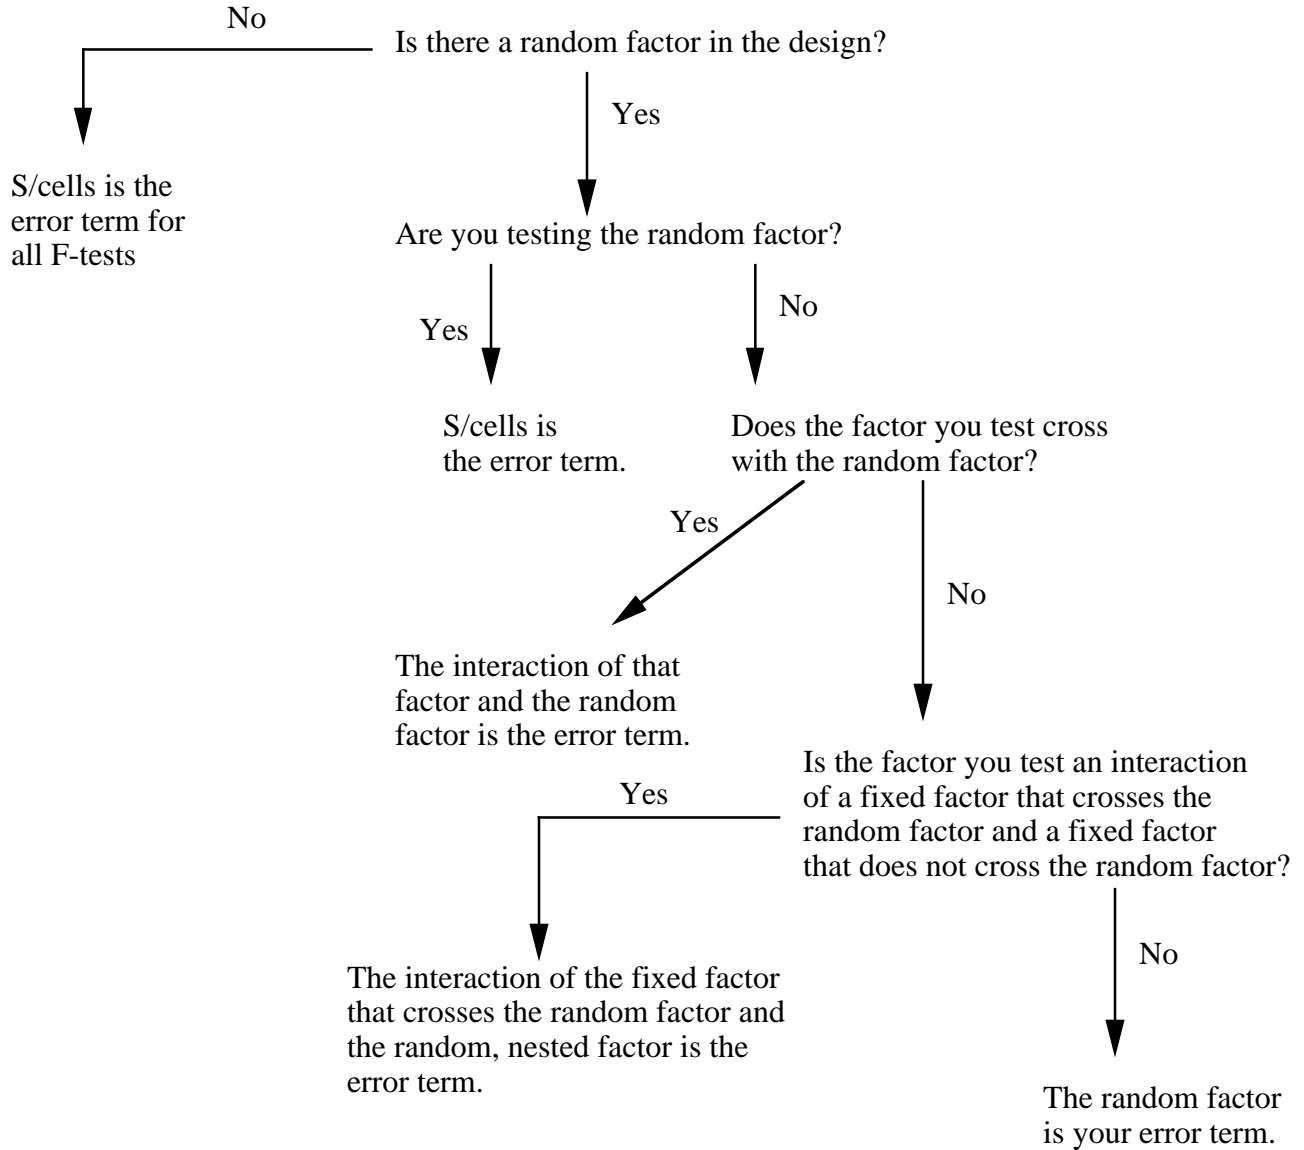 No
Is there a random factor in the design?
Yes
S/cells is the
error term for
all F-tests
Are you testing the random factor?
Yes
No
S/cells is
the error term.
Does the factor you test cross
with the random factor?
Yes
No
The interaction of that
factor and the random
factor is the error term.
Is the factor you test an interaction
of a fixed factor that crosses the
random factor and a fixed factor
that does not cross the random factor?
Yes
No
The interaction of the fixed factor
that crosses the random factor and
the random, nested factor is the
error term.
The random factor
is your error term.